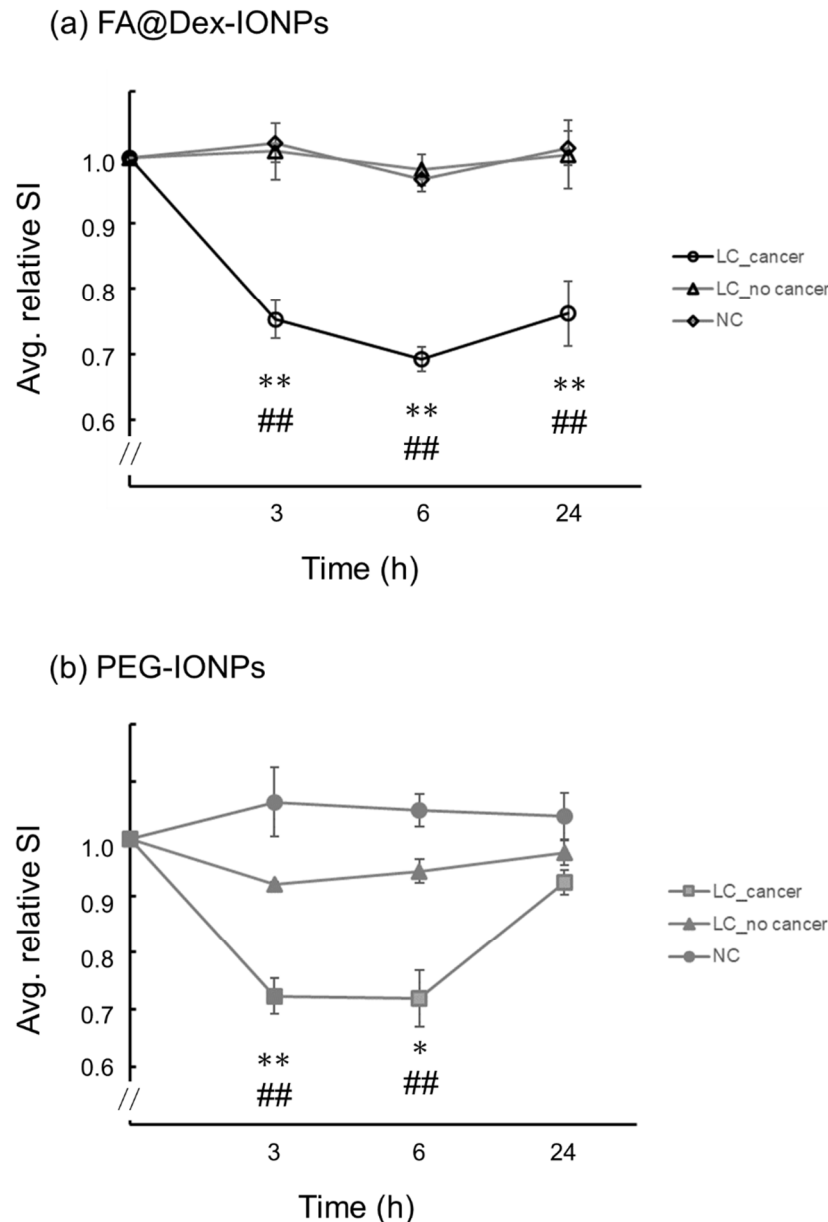 (a) FA@Dex-IONPs
Avg. relative SI
1.0
0.9
0.8
0.7
0.6
//
** ** **
## ## ##
3 6 24
Time (h)
LC_cancer
LC_no cancer
NC
(b) PEG-IONPs
Avg. relative SI
1.0
0.9
0.8
0.7
0.6
//
** *
## ##
3 6 24
Time (h)
LC_cancer
LC_no cancer
NC